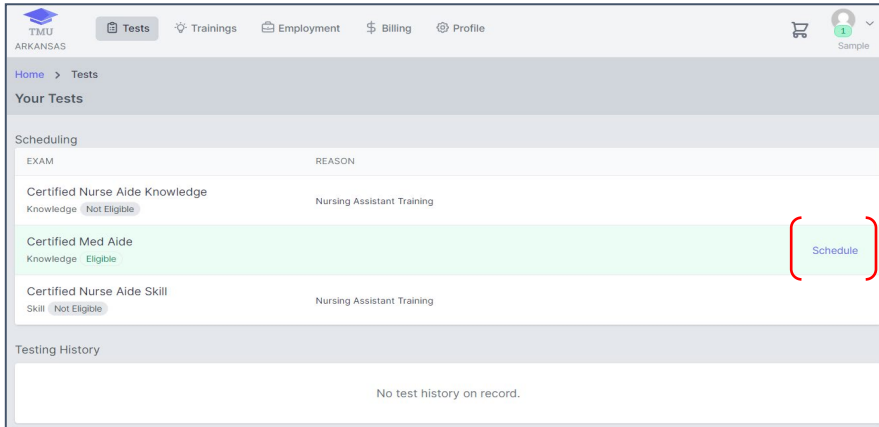 TMU
ARKANSAS
Tests
Trainings
Employment
$ Billing
Profile
1
Sample
Home > Tests
Your Tests
Scheduling
EXAM REASON
Certified Nurse Aide Knowledge
Knowledge Not Eligible
Nursing Assistant Training
Certified Med Aide
Knowledge Eligible
Schedule
Certified Nurse Aide Skill
Skill Not Eligible
Nursing Assistant Training
Testing History
No test history on record.